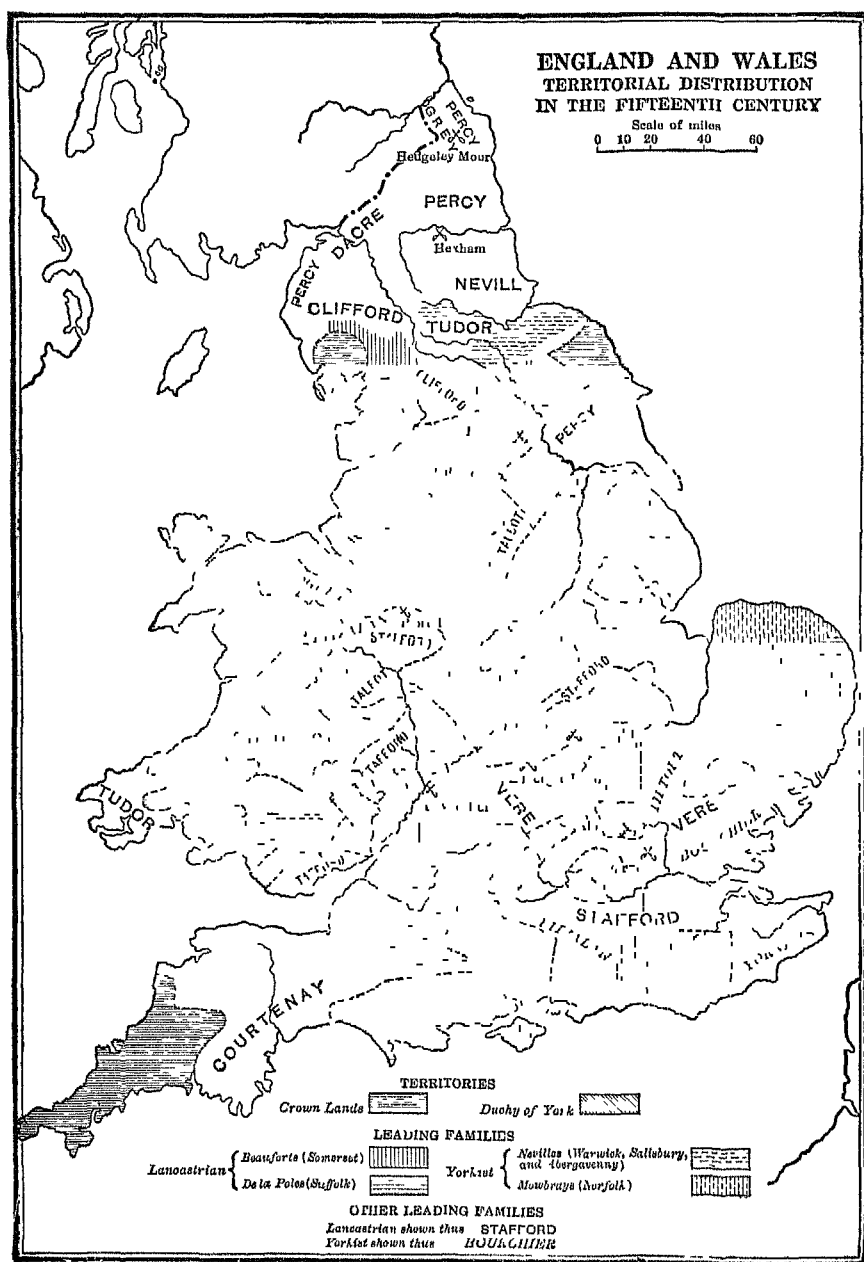 ENGLAND AND WALES
TERRITORIAL DISTRIBUTION
IN THE FIFTEENTH CENTURY
Scale of miles
0 10 20 40 60
PERCY
GREY
Hedgeley Moor
PERCY
DACRE
Hexham
PERCY
NEVILL
CLIFFORD
TUDOR
CLIFFORD
PERCY
TALBOT
STAFFORD
TALBOT
STAFFORD
STAFFORD
TUDOR
VERE
VERE
STAFFORD
COURTENAY
TERRITORIES
Crown Lands
Duchy of York
LEADING FAMILIES
Lancastrian
Beauforts (Somerset)
De la Poles (Suffolk)
Yorkist
Nevilles (Warwick, Salisbury,
and Abergavenny)
Mowbrays (Norfolk)
OTHER LEADING FAMILIES
Lancastrian shown thus STAFFORD
Yorkist shown thus BOURCHIER